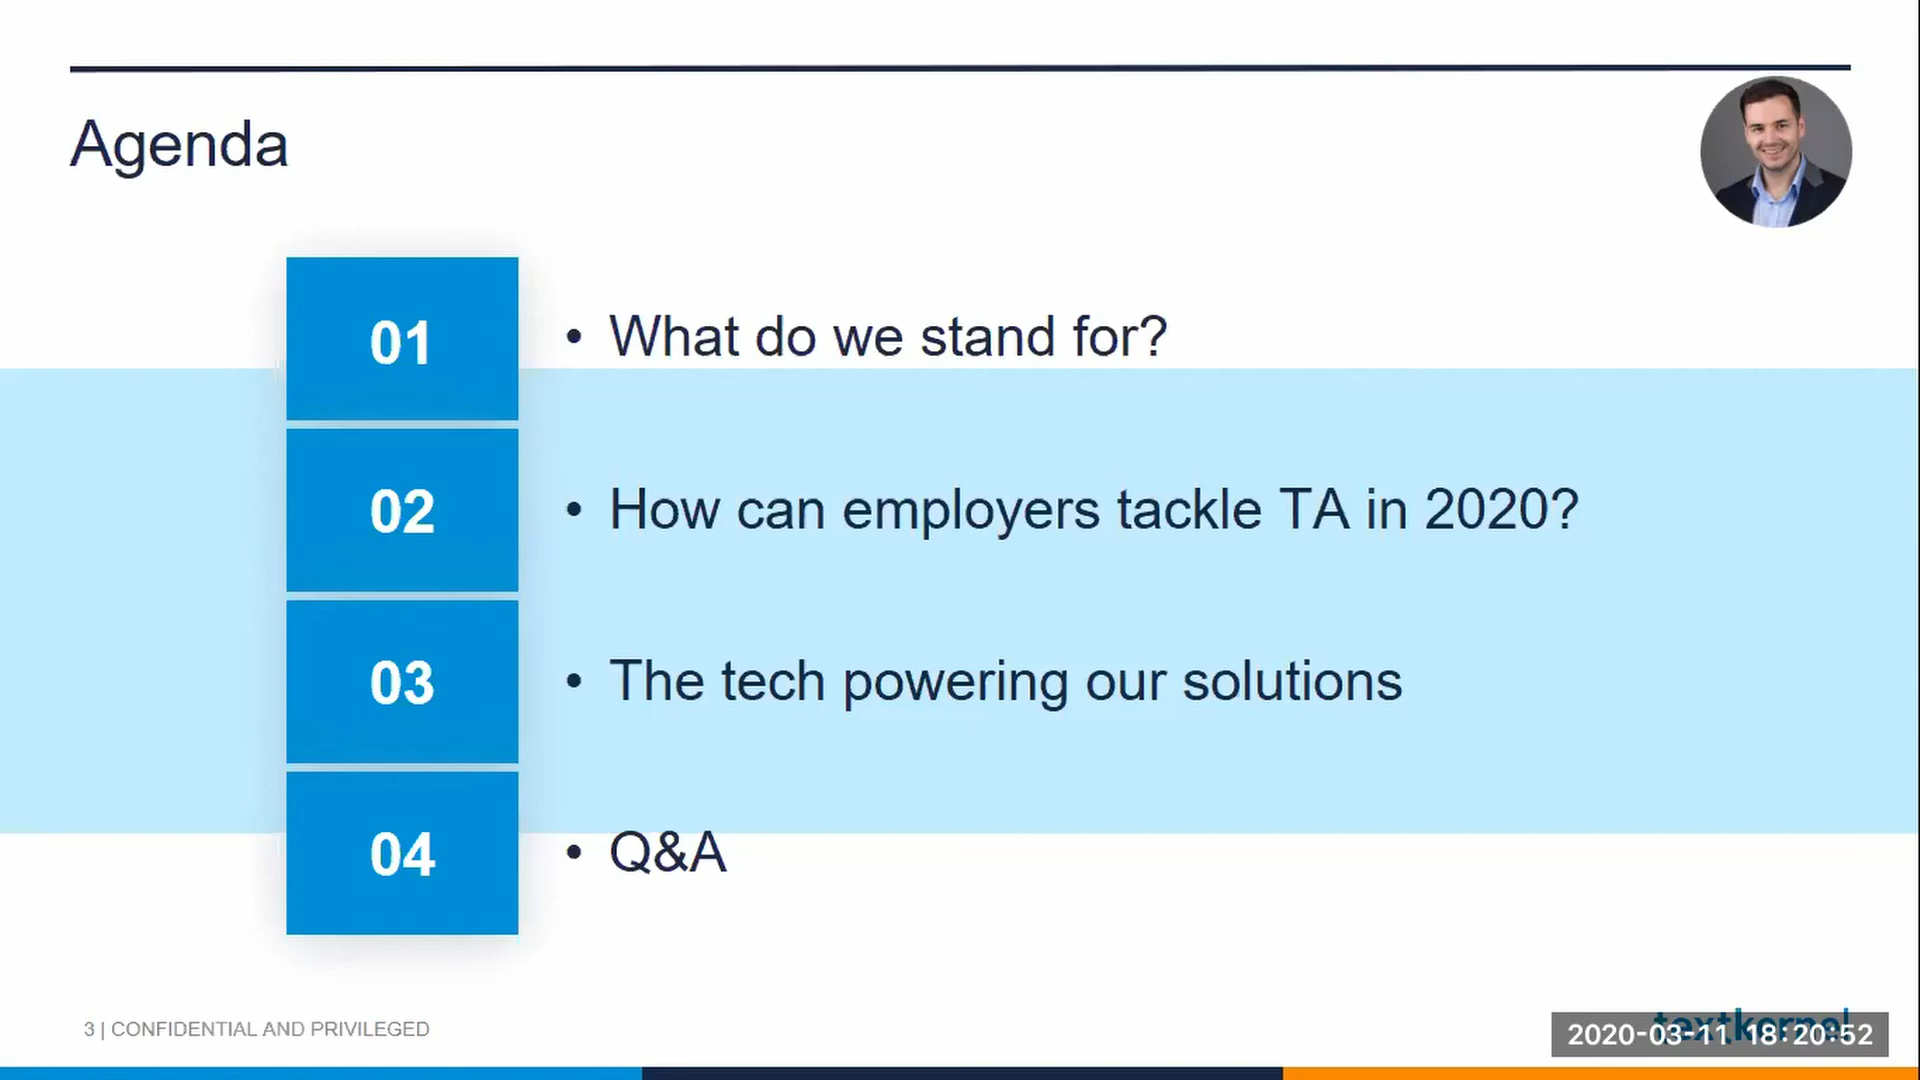 Agenda
01
• What do we stand for?
02
• How can employers tackle TA in 2020?
03
• The tech powering our solutions
04
• Q&A
3 | CONFIDENTIAL AND PRIVILEGED
textkernel
2020-03-11 18:20:52